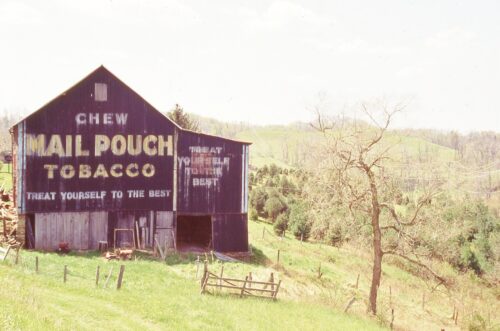 CHEW
MAIL POUCH
TOBACCO
TREAT YOURSELF TO THE BEST
TREAT
YOURSELF
TO THE
BEST